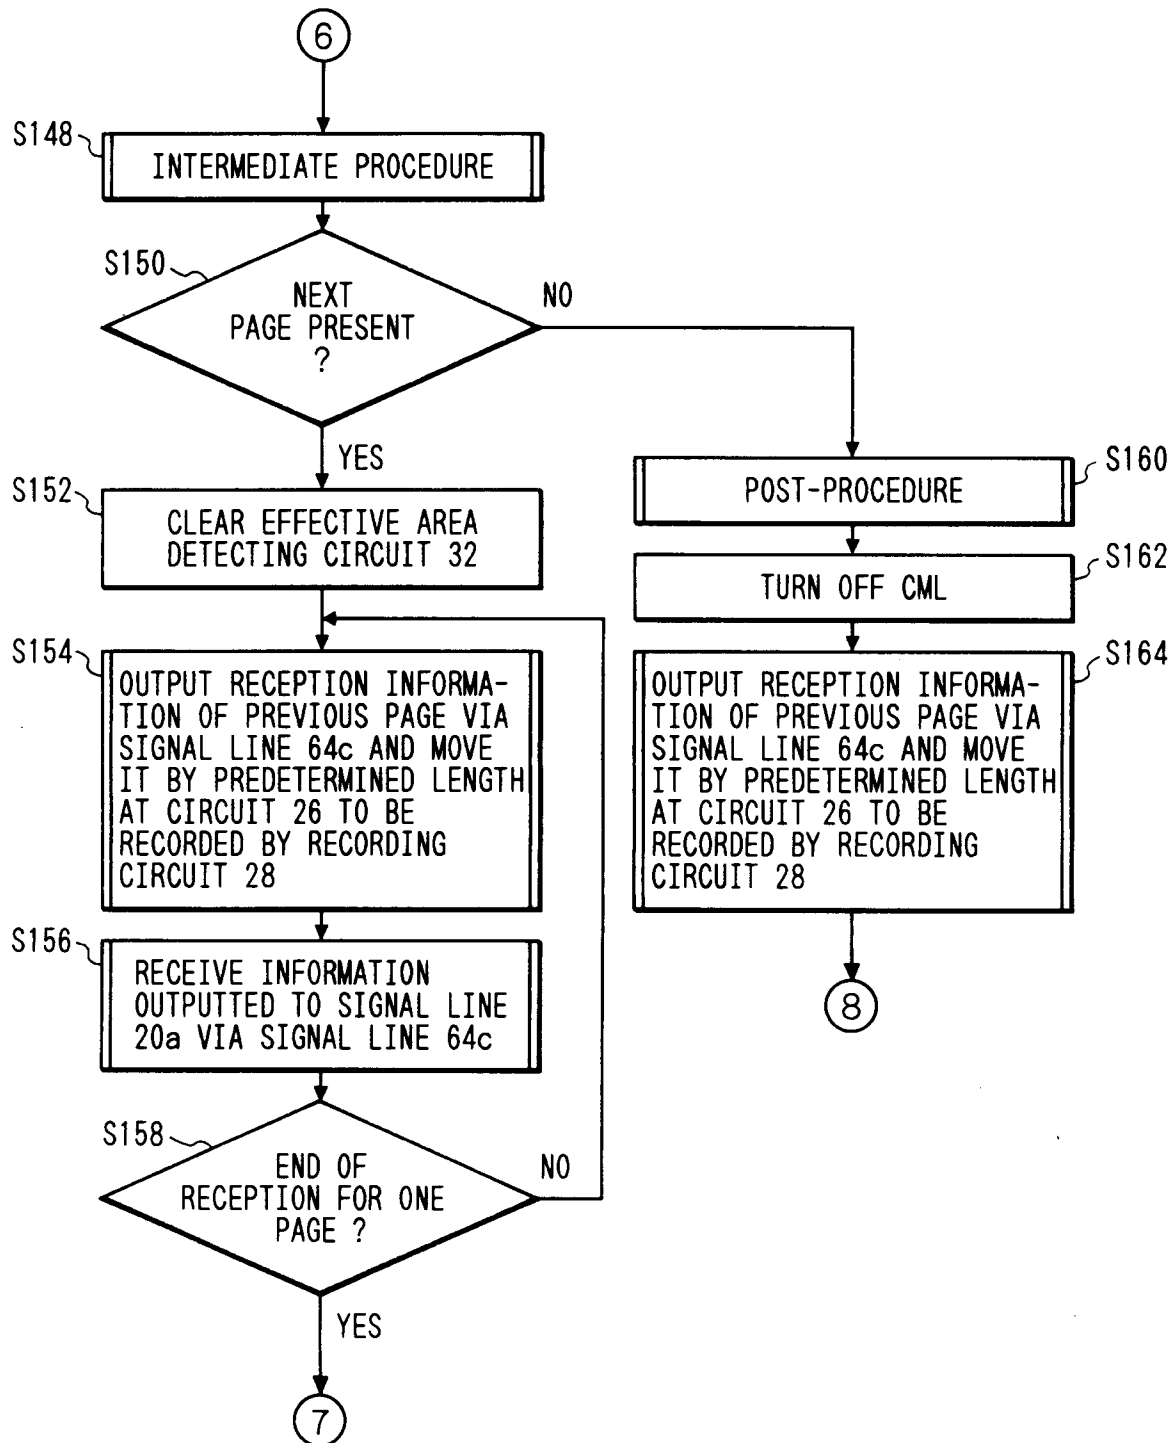 6
S148
INTERMEDIATE PROCEDURE
S150
NEXT
PAGE PRESENT
?
NO
YES
S152
CLEAR EFFECTIVE AREA
DETECTING CIRCUIT 32
S154
OUTPUT RECEPTION INFORMA-
TION OF PREVIOUS PAGE VIA
SIGNAL LINE 64c AND MOVE
IT BY PREDETERMINED LENGTH
AT CIRCUIT 26 TO BE
RECORDED BY RECORDING
CIRCUIT 28
S156
RECEIVE INFORMATION
OUTPUTTED TO SIGNAL LINE
20a VIA SIGNAL LINE 64c
S158
END OF
RECEPTION FOR ONE
PAGE ?
NO
YES
7
S160
POST-PROCEDURE
S162
TURN OFF CML
S164
OUTPUT RECEPTION INFORMA-
TION OF PREVIOUS PAGE VIA
SIGNAL LINE 64c AND MOVE
IT BY PREDETERMINED LENGTH
AT CIRCUIT 26 TO BE
RECORDED BY RECORDING
CIRCUIT 28
8